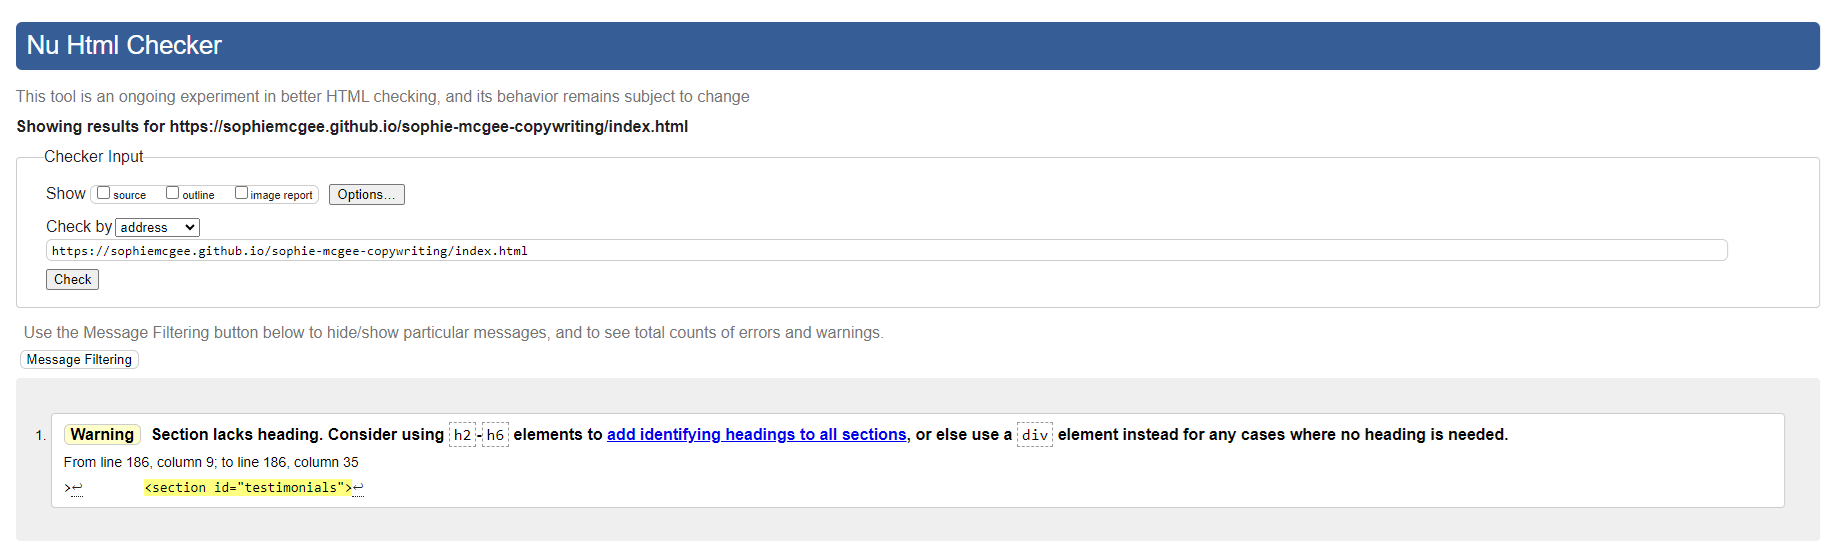 Nu Html Checker
This tool is an ongoing experiment in better HTML checking, and its behavior remains subject to change
Showing results for https://sophiemcgee.github.io/sophie-mcgee-copywriting/index.html
Checker Input
Show source outline image report Options...
Check by address
https://sophiemcgee.github.io/sophie-mcgee-copywriting/index.html
Check
Use the Message Filtering button below to hide/show particular messages, and to see total counts of errors and warnings.
Message Filtering
1. Warning Section lacks heading. Consider using h2-h6 elements to add identifying headings to all sections, or else use a div element instead for any cases where no heading is needed.
From line 186, column 9; to line 186, column 35
>↩ <section id="testimonials">↩